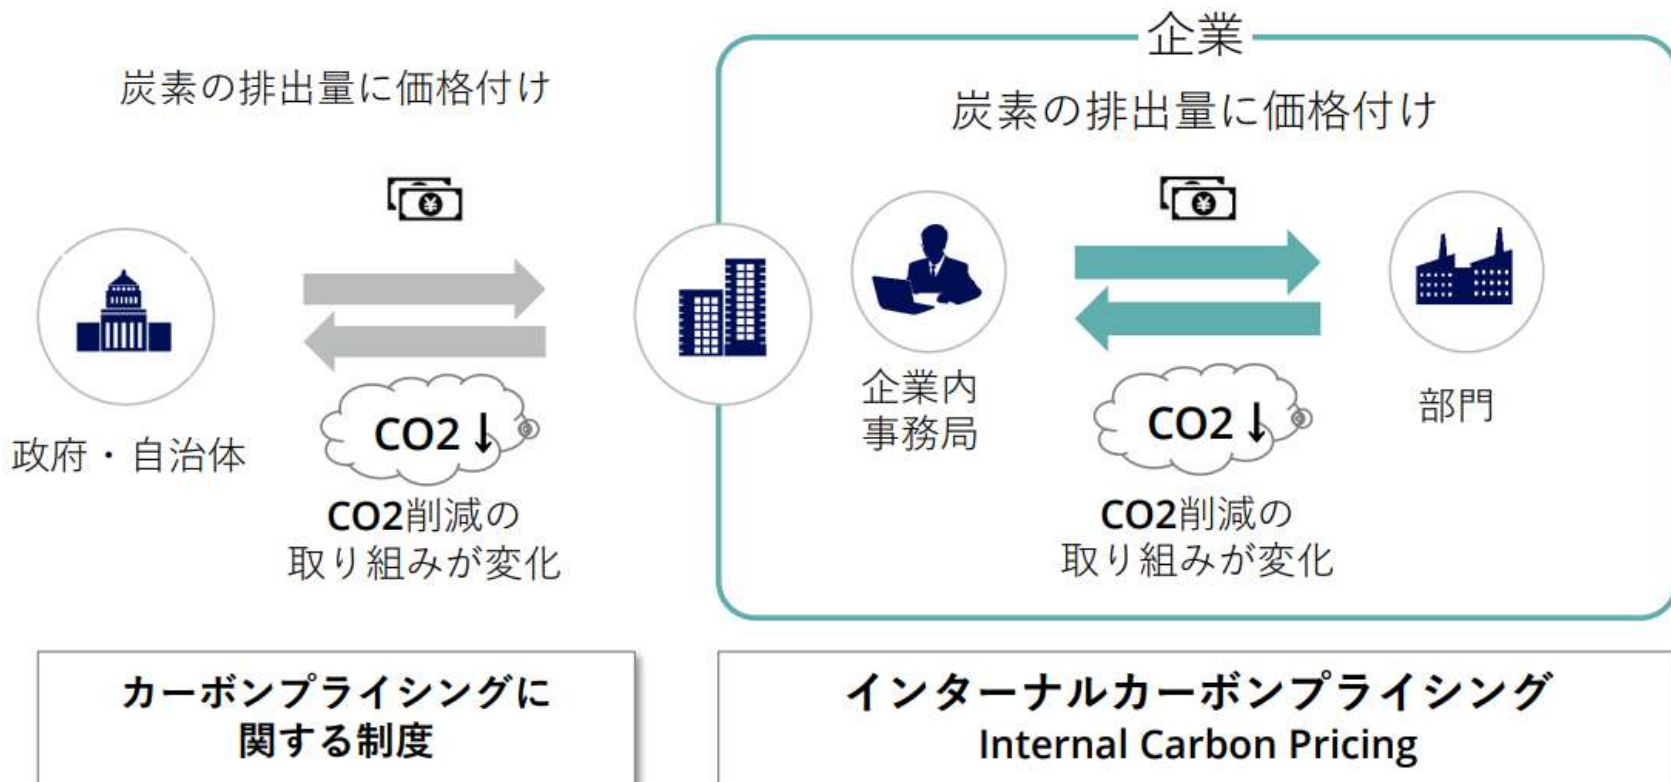 企業
炭素の排出量に価格付け
炭素の排出量に価格付け
¥
¥
政府・自治体
CO2↓
CO2削減の
取り組みが変化
企業内
事務局
CO2↓
CO2削減の
取り組みが変化
部門
カーボンプライシングに
関する制度
インターナルカーボンプライシング
Internal Carbon Pricing